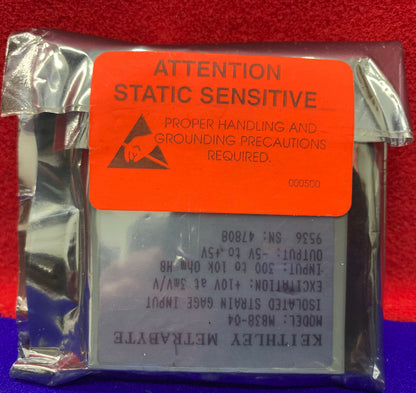 ATTENTION
STATIC SENSITIVE
PROPER HANDLING AND
GROUNDING PRECAUTIONS
REQUIRED.
000500
KEITHLEY METRABYTE
MODEL: MB38-04
ISOLATED STRAIN GAGE INPUT
EXCITATION: +10V at 3mV/V
INPUT: 300 to 10k Ohm HB
OUTPUT: -5V to +5V
9536 SN: 47808